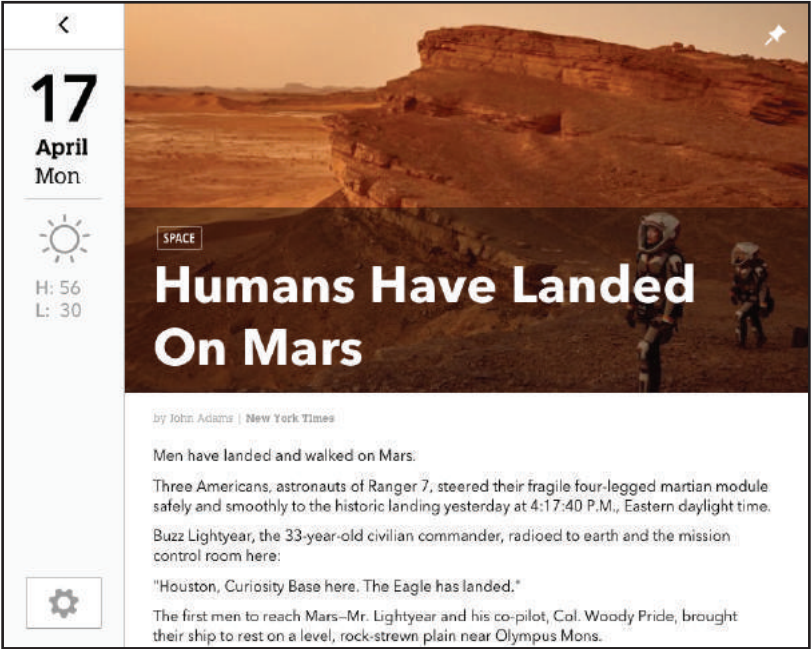 17
April
Mon
H: 56
L: 30
SPACE
Humans Have Landed
On Mars
by John Adams | New York Times
Men have landed and walked on Mars.
Three Americans, astronauts of Ranger 7, steered their fragile four-legged martian module
safely and smoothly to the historic landing yesterday at 4:17:40 P.M., Eastern daylight time.
Buzz Lightyear, the 33-year-old civilian commander, radioed to earth and the mission
control room here:
"Houston, Curiosity Base here. The Eagle has landed."
The first men to reach Mars—Mr. Lightyear and his co-pilot, Col. Woody Pride, brought
their ship to rest on a level, rock-strewn plain near Olympus Mons.